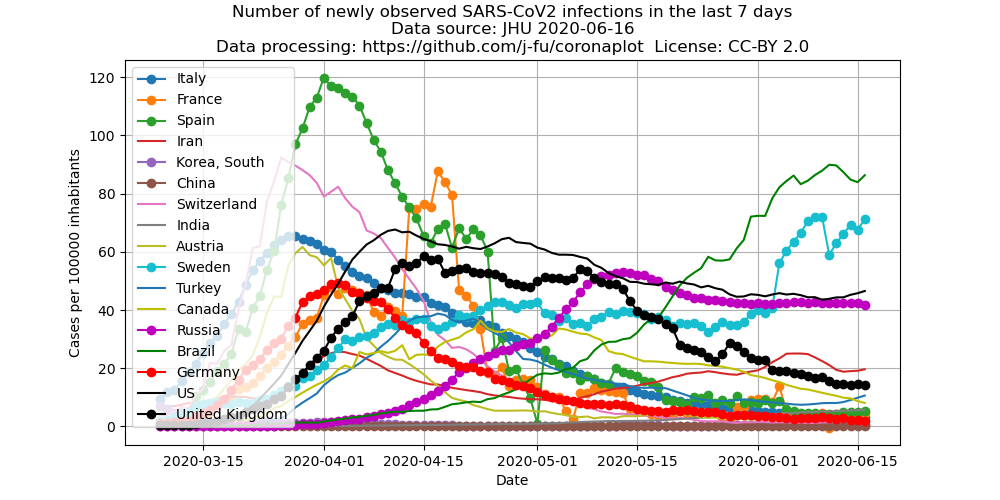 Number of newly observed SARS-CoV2 infections in the last 7 days
Data source: JHU 2020-06-16
Data processing: https://github.com/j-fu/coronaplot  License: CC-BY 2.0
120
100
80
60
40
20
0
Cases per 100000 inhabitants
Italy
France
Spain
Iran
Korea, South
China
Switzerland
India
Austria
Sweden
Turkey
Canada
Russia
Brazil
Germany
US
United Kingdom
2020-03-15 2020-04-01 2020-04-15 2020-05-01 2020-05-15 2020-06-01 2020-06-15
Date